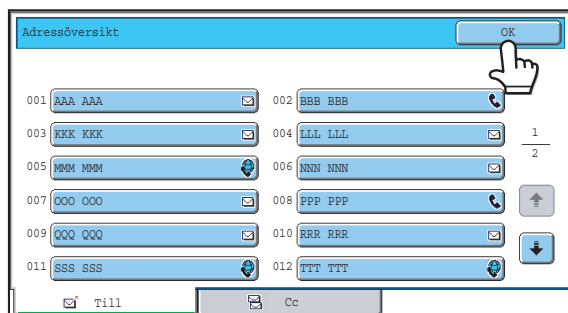 Adressöversikt OK
001 AAA AAA 002 BBB BBB
003 KKK KKK 004 LLL LLL 1
005 MMM MMM 006 NNN NNN 2
007 OOO OOO 008 PPP PPP
009 QQQ QQQ 010 RRR RRR
011 SSS SSS 012 TTT TTT
Till Cc